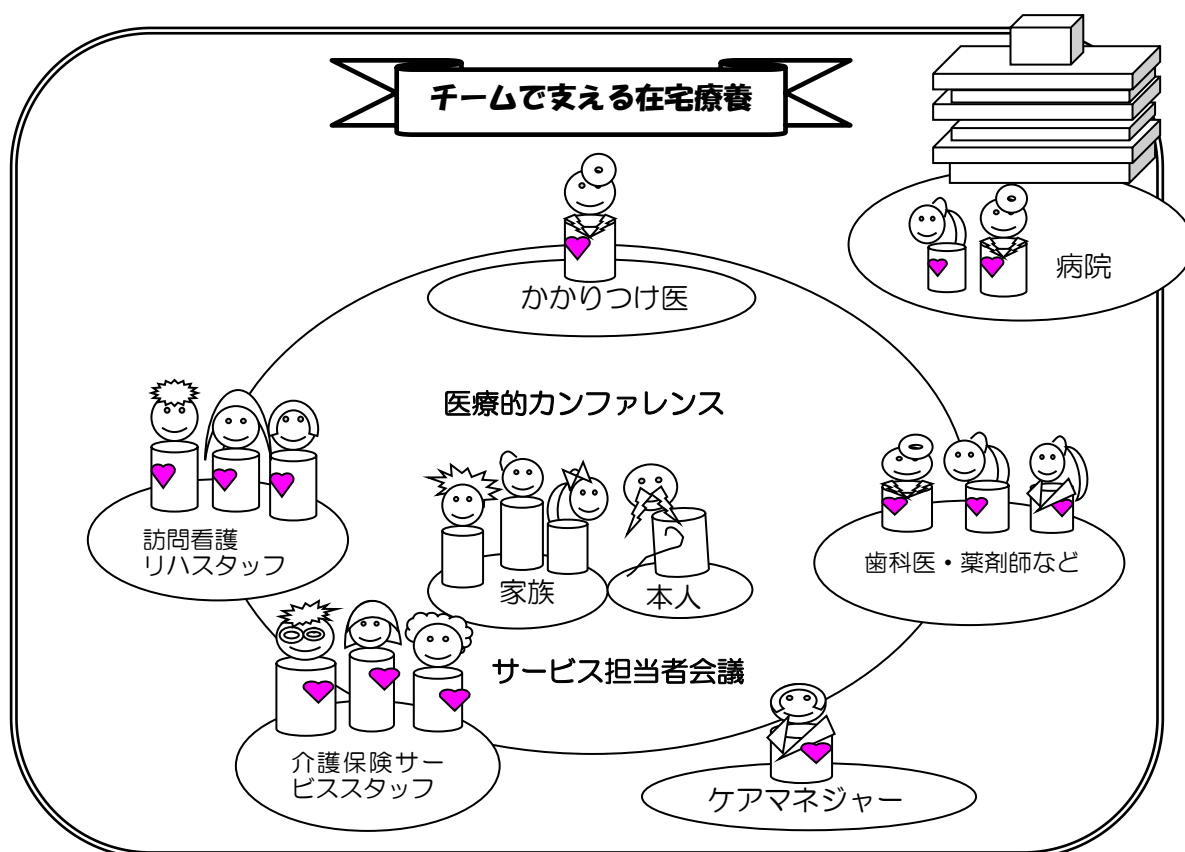 チームで支える在宅療養
病院
かかりつけ医
医療的カンファレンス
訪問看護
リハスタッフ
歯科医・薬剤師など
家族
本人
サービス担当者会議
介護保険サー
ビススタッフ
ケアマネジャー